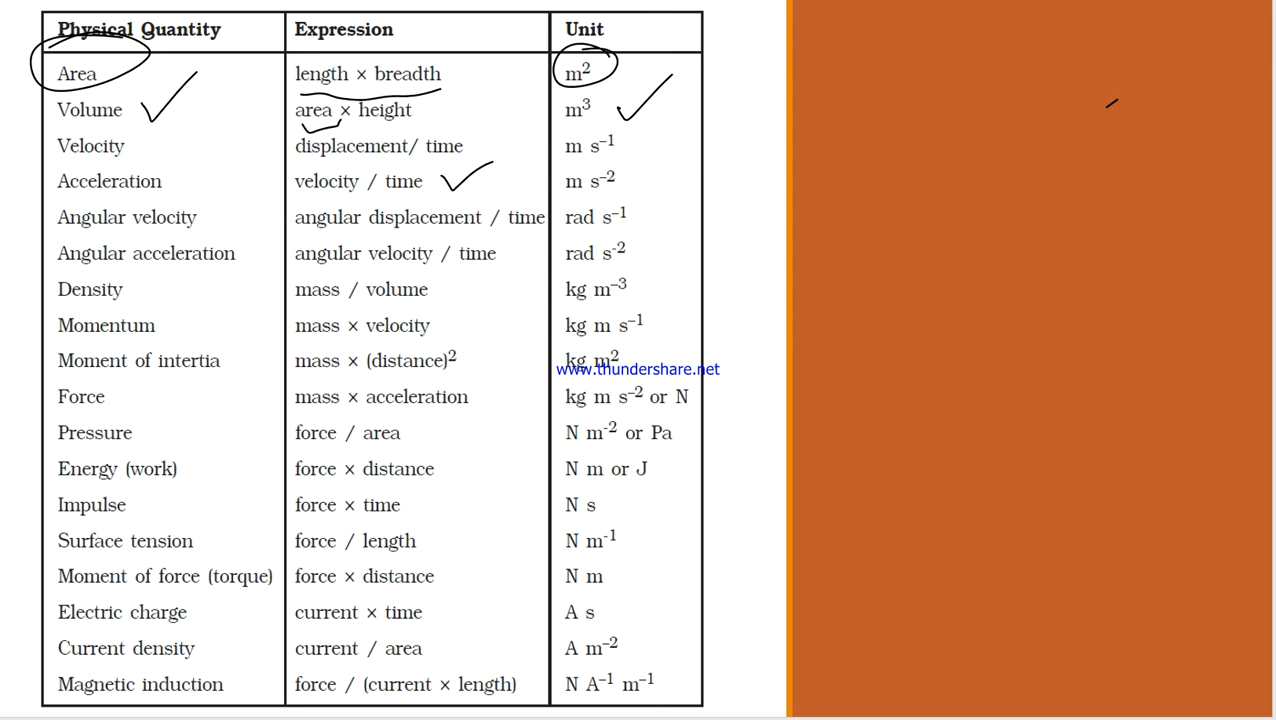 Physical Quantity Expression Unit
Area length × breadth m²
Volume area × height m³
Velocity displacement/ time m s⁻¹
Acceleration velocity / time m s⁻²
Angular velocity angular displacement / time rad s⁻¹
Angular acceleration angular velocity / time rad s⁻²
Density mass / volume kg m⁻³
Momentum mass × velocity kg m s⁻¹
Moment of intertia mass × (distance)² kg m²
www.thundershare.net
Force mass × acceleration kg m s⁻² or N
Pressure force / area N m⁻² or Pa
Energy (work) force × distance N m or J
Impulse force × time N s
Surface tension force / length N m⁻¹
Moment of force (torque) force × distance N m
Electric charge current × time A s
Current density current / area A m⁻²
Magnetic induction force / (current × length) N A⁻¹ m⁻¹